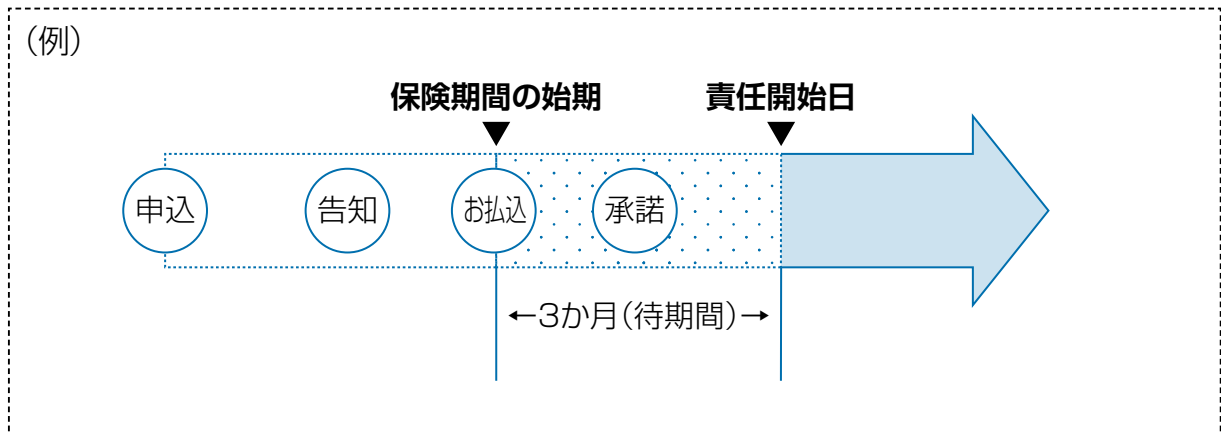 (例)
保険期間の始期
責任開始日
▼
▼
申込
告知
お払込
承諾
←3か月(待期間)→